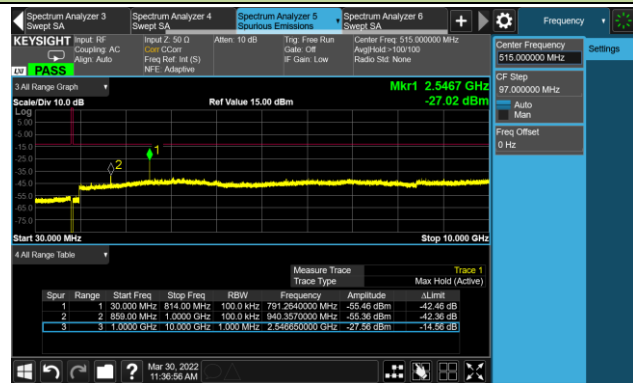 Spectrum Analyzer 3
Swept SA
Spectrum Analyzer 4
Swept SA
Spectrum Analyzer 5
Spurious Emissions
Spectrum Analyzer 6
Swept SA
Frequency
KEYSIGHT
Input: RF
Coupling: AC
Align: Auto
Input Z: 50 Ω
Corr CCorr
Freq Ref: Int (S)
NFE: Adaptive
Atten: 10 dB
Trig: Free Run
Gate: Off
IF Gain: Low
Center Freq: 515.000000 MHz
Avg|Hold:>100/100
Radio Std: None
LXI PASS
Center Frequency
515.000000 MHz
Settings
CF Step
97.000000 MHz
Auto
Man
Freq Offset
0 Hz
3 All Range Graph
Mkr1 2.5467 GHz
-27.02 dBm
Scale/Div 10.0 dB
Ref Value 15.00 dBm
Log
5.00
-5.00
-15.0
-25.0
-35.0
-45.0
-55.0
-65.0
-75.0
1
2
Start 30.000 MHz
Stop 10.000 GHz
4 All Range Table
Measure Trace
Trace 1
Trace Type
Max Hold (Active)
Spur Range Start Freq Stop Freq RBW Frequency Amplitude ΔLimit
1 1 30.000 MHz 814.00 MHz 100.0 kHz 791.2640000 MHz -55.46 dBm -42.46 dB
2 2 859.00 MHz 1.0000 GHz 100.0 kHz 940.3570000 MHz -55.36 dBm -42.36 dB
3 3 1.0000 GHz 10.000 GHz 1.000 MHz 2.546650000 GHz -27.56 dBm -14.56 dB
?
Mar 30, 2022
11:36:56 AM